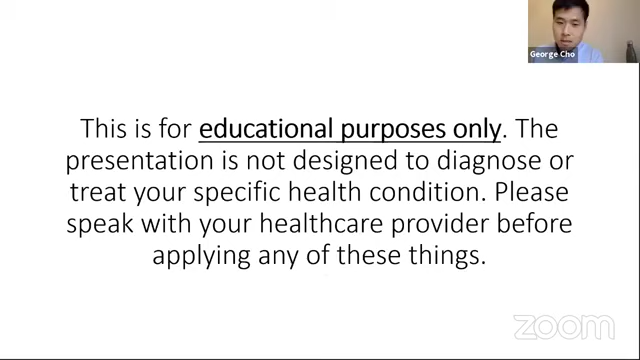 George Cho
This is for educational purposes only. The
presentation is not designed to diagnose or
treat your specific health condition. Please
speak with your healthcare provider before
applying any of these things.
zoom